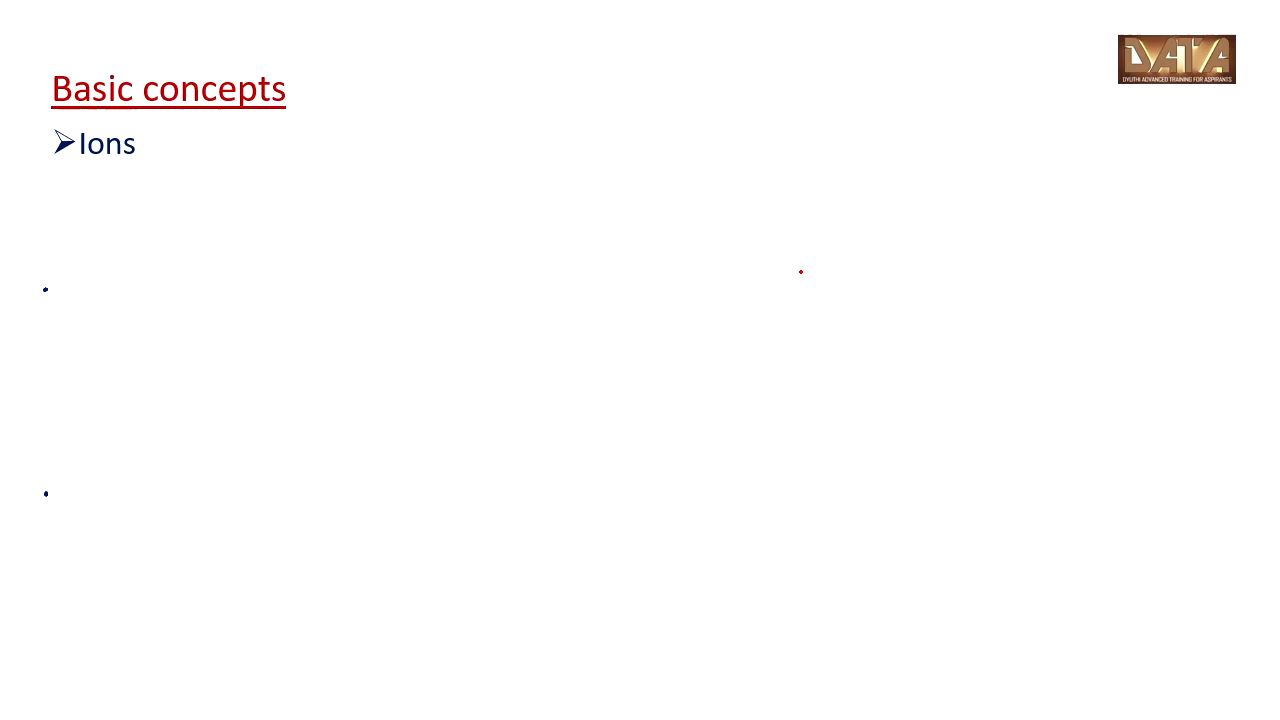 DATA
DYUTHI ADVANCED TRAINING FOR ASPIRANTS
Basic concepts
➢Ions